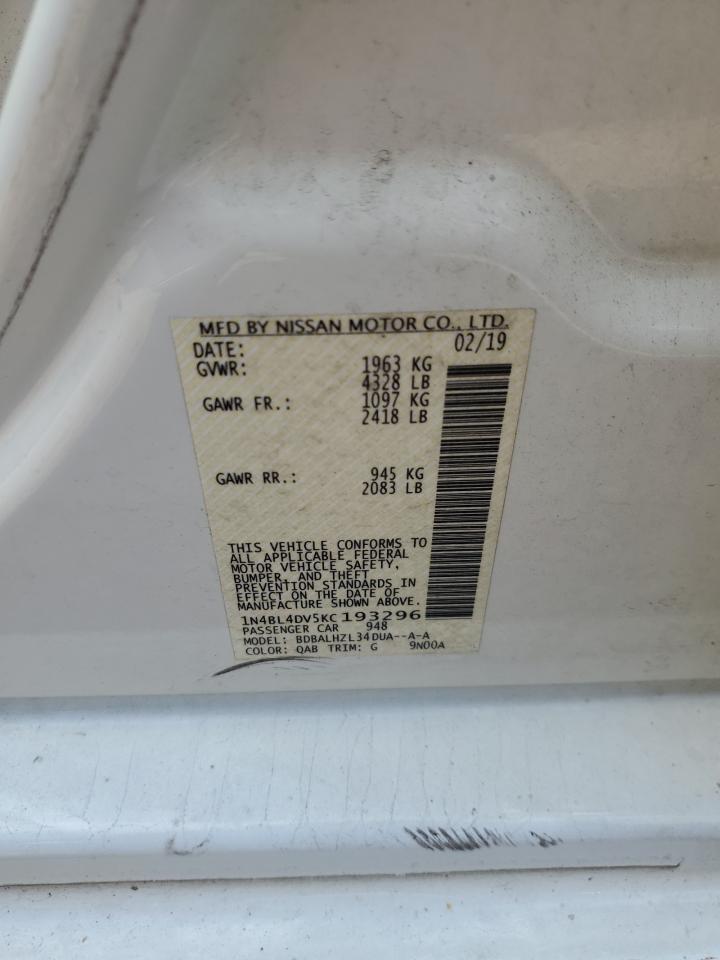 MFD BY NISSAN MOTOR CO., LTD.
DATE: 02/19
GVWR: 1963 KG
4328 LB
GAWR FR.: 1097 KG
2418 LB
GAWR RR.: 945 KG
2083 LB
THIS VEHICLE CONFORMS TO
ALL APPLICABLE FEDERAL
MOTOR VEHICLE SAFETY,
BUMPER, AND THEFT
PREVENTION STANDARDS IN
EFFECT ON THE DATE OF
MANUFACTURE SHOWN ABOVE.
1N4BL4DV5KC193296
PASSENGER CAR 948
MODEL: BDBALHZL34DUA--A-A
COLOR: QAB TRIM: G 9N00A